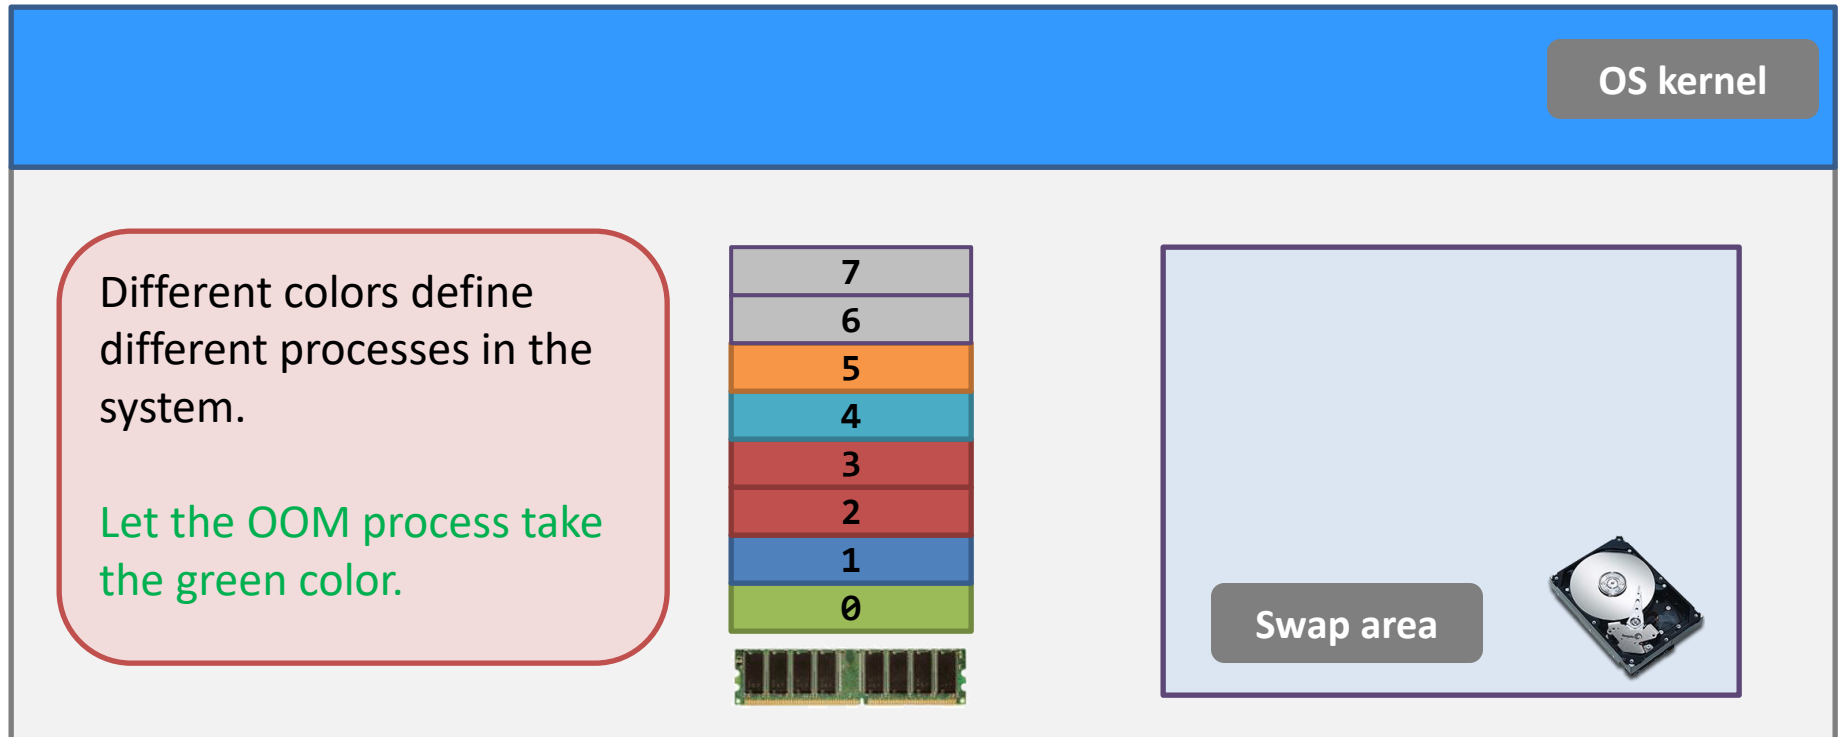 OS kernel
Different colors define
different processes in the
system.
Let the OOM process take
the green color.
7
6
5
4
3
2
1
0
Swap area